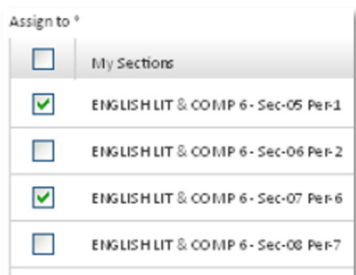 Assign to *
My Sections
ENGLISH LIT & COMP 6 - Sec-05 Per-1
ENGLISH LIT & COMP 6 - Sec-06 Per-2
ENGLISH LIT & COMP 6 - Sec-07 Per-6
ENGLISH LIT & COMP 6 - Sec-08 Per-7